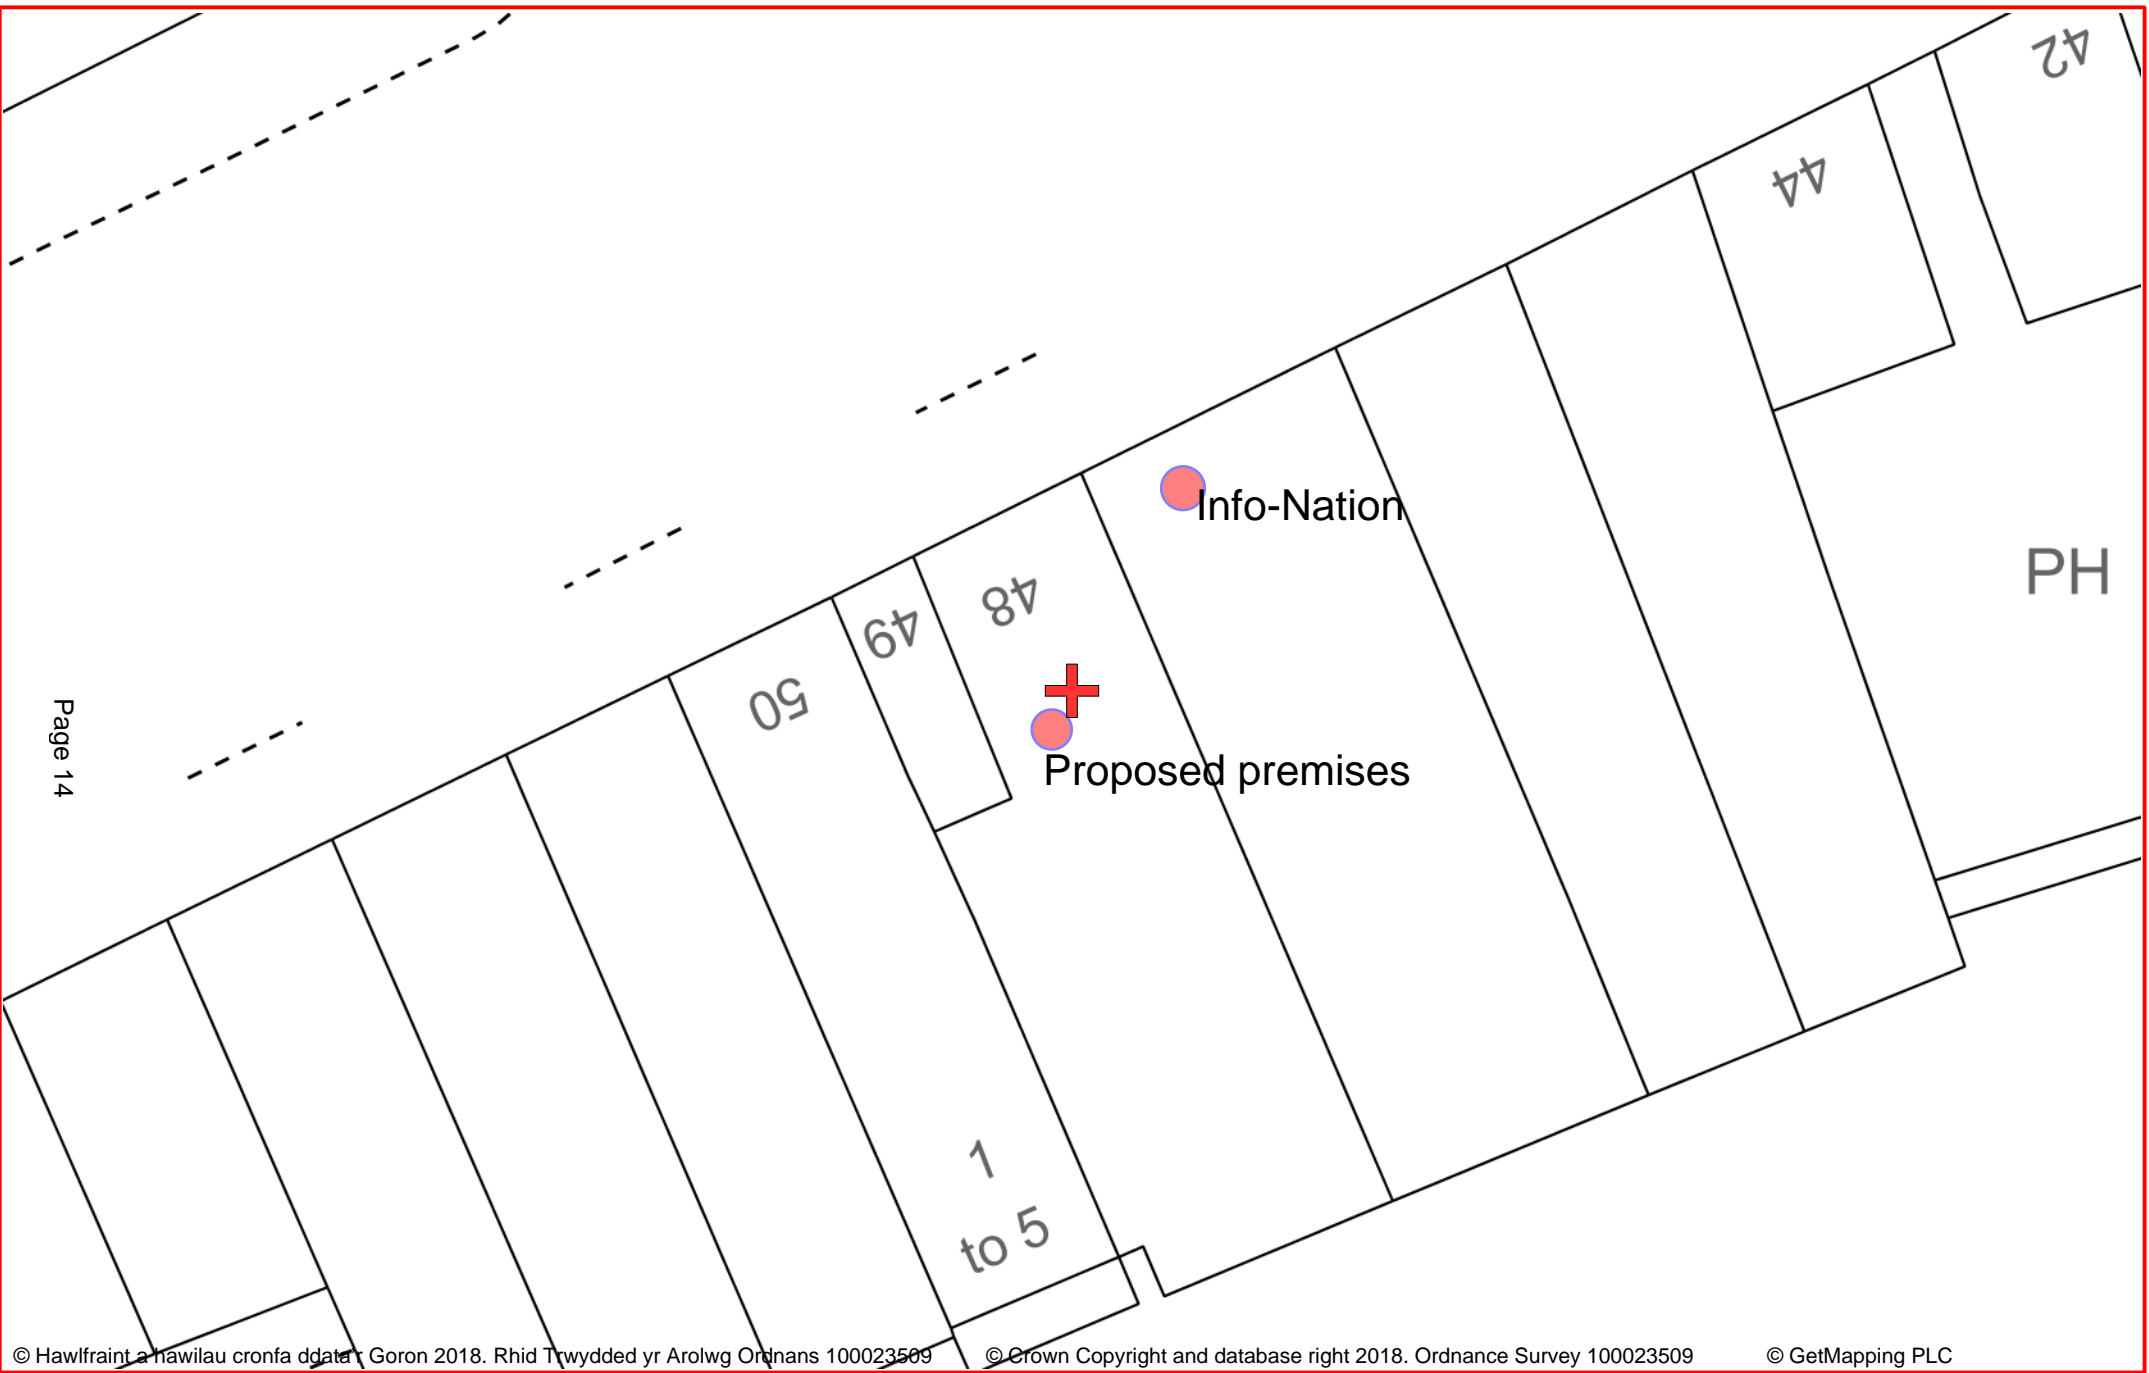 42
44
Info-Nation
PH
48
49
50
Proposed premises
Page 14
1
to 5
© Hawlfraint a hawliau cronfa ddata'r Goron 2018. Rhid Trwydded yr Arolwg Ordnans 100023509 © Crown Copyright and database right 2018. Ordnance Survey 100023509 © GetMapping PLC